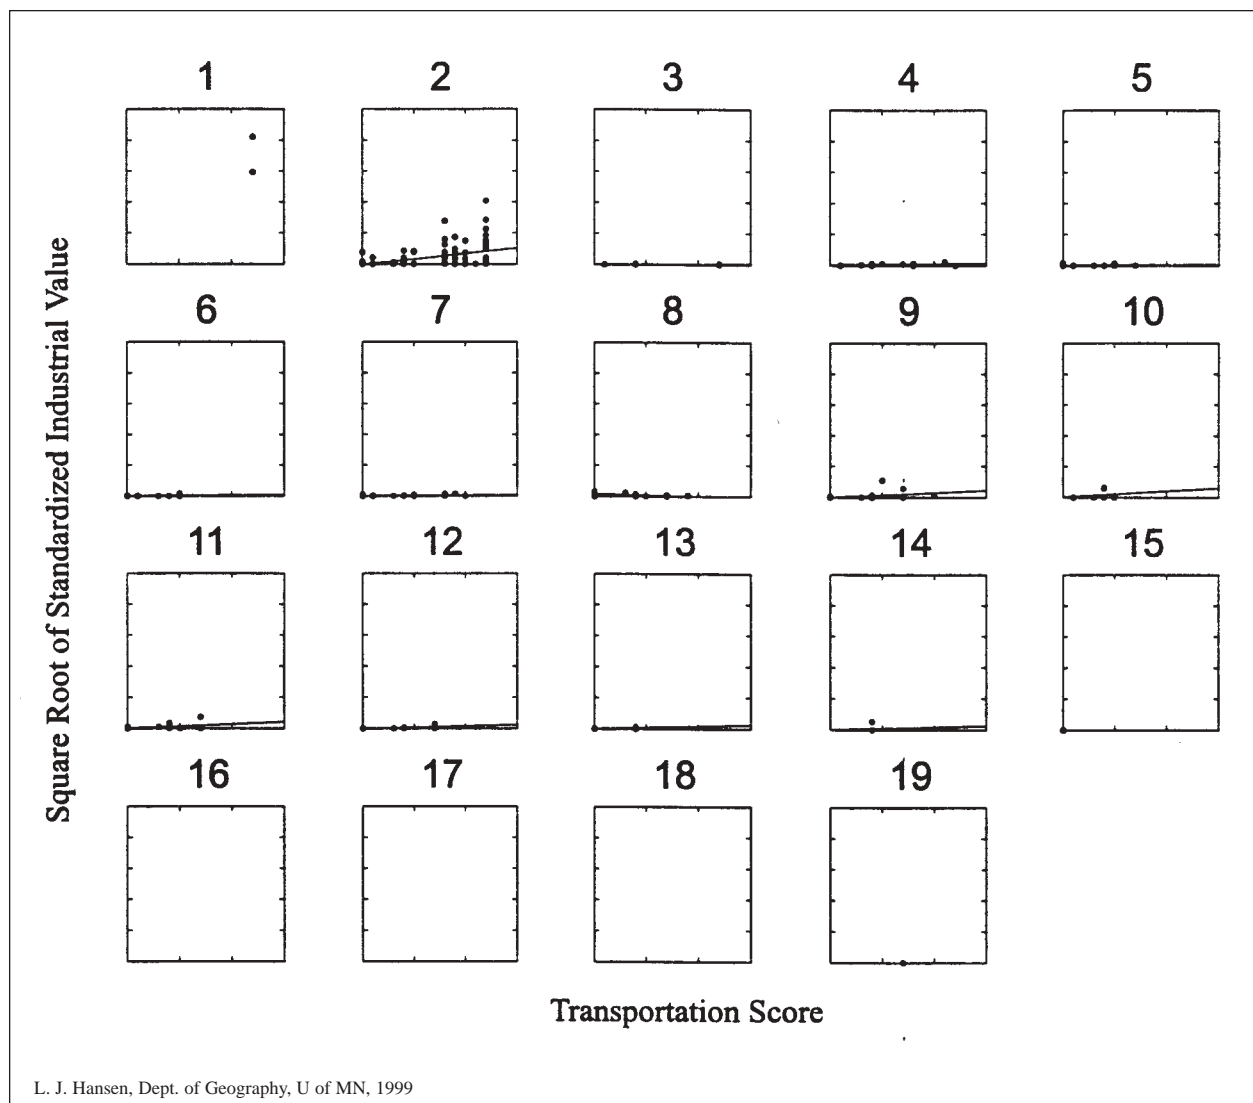 1 2 3 4 5
6 7 8 9 10
11 12 13 14 15
16 17 18 19
Square Root of Standardized Industrial Value
Transportation Score
L. J. Hansen, Dept. of Geography, U of MN, 1999